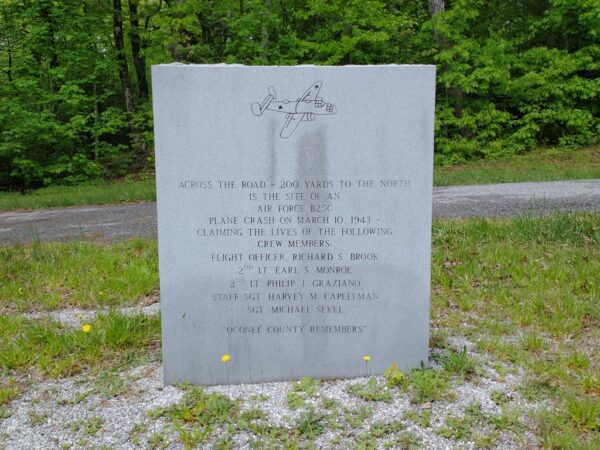 ACROSS THE ROAD - 200 YARDS TO THE NORTH
IS THE SITE OF AN
AIR FORCE B25C
PLANE CRASH ON MARCH 10, 1943 -
CLAIMING THE LIVES OF THE FOLLOWING
CREW MEMBERS:
FLIGHT OFFICER, RICHARD S. BROOK
2ND LT. EARL S. MONROE
2ND LT. PHILIP J. GRAZIANO
STAFF SGT. HARVEY M. CAPELLMAN
SGT. MICHAEL SEKEL
"OCONEE COUNTY REMEMBERS"